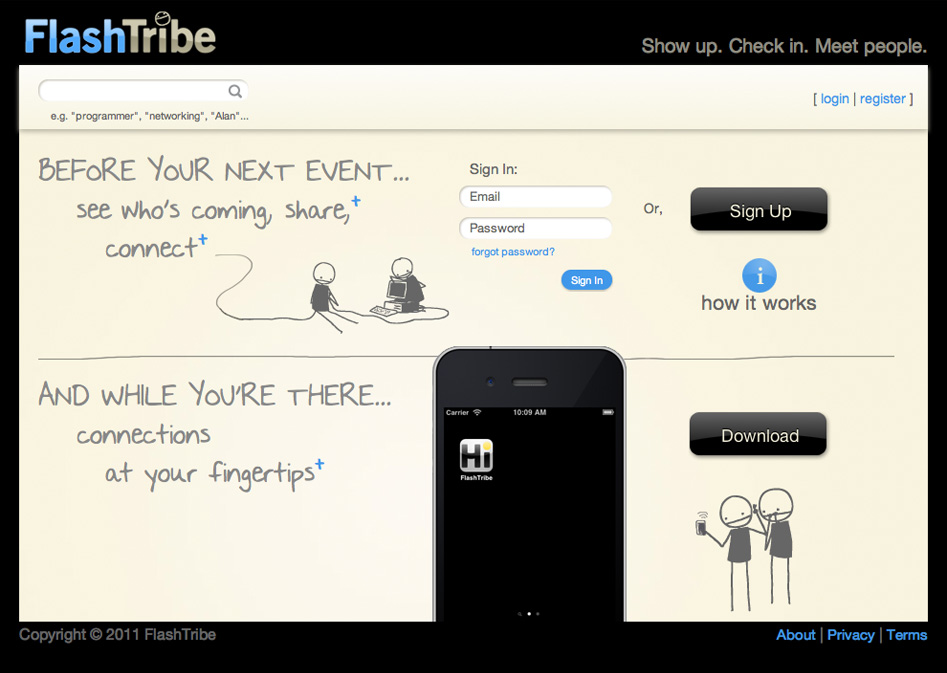 FlashTribe
Show up. Check in. Meet people.
e.g. "programmer", "networking", "Alan"...
[ login | register ]
BEFORE YOUR NEXT EVENT...
see who's coming, share,+
connect+
Sign In:
Email
Password
forgot password?
Sign In
Or,
Sign Up
i
how it works
AND WHILE YOU'RE THERE...
connections
at your fingertips+
Carrier 10:09 AM
Hi
FlashTribe
Download
Copyright © 2011 FlashTribe
About | Privacy | Terms